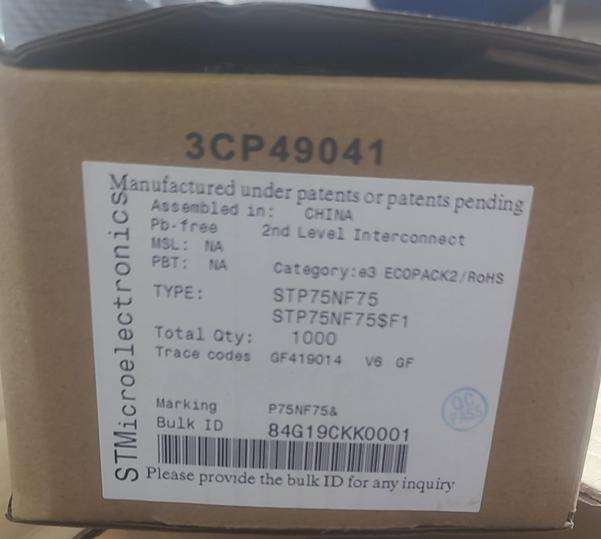 3CP49041
Manufactured under patents or patents pending
Assembled in: CHINA
Pb-free 2nd Level Interconnect
MSL: NA
PBT: NA Category:e3 ECOPACK2/RoHS
TYPE: STP75NF75
STP75NF75$F1
Total Qty: 1000
Trace codes GF419014 V6 GF
Marking P75NF75&
Bulk ID 84G19CKK0001
Please provide the bulk ID for any inquiry
STMicroelectronics
QC
PASS